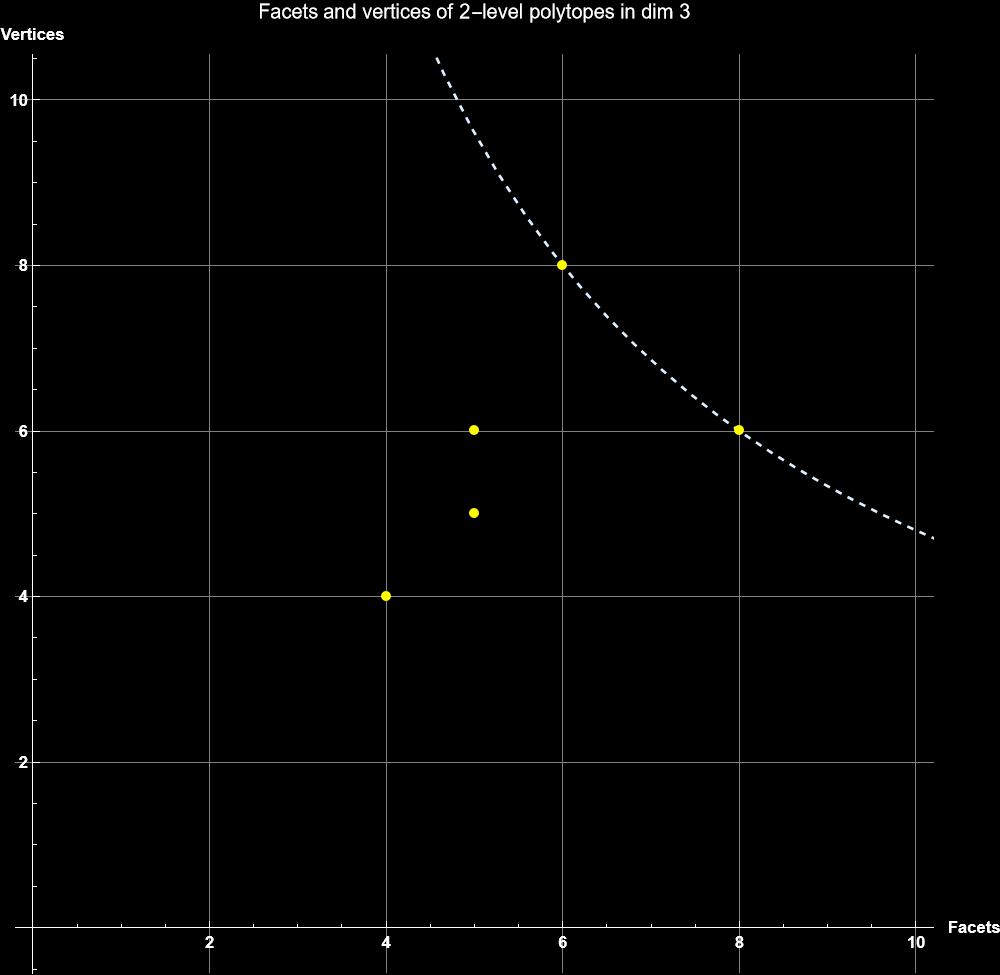 Facets and vertices of 2−level polytopes in dim 3
Vertices
10
8
6
4
2
2 4 6 8 10 Facets